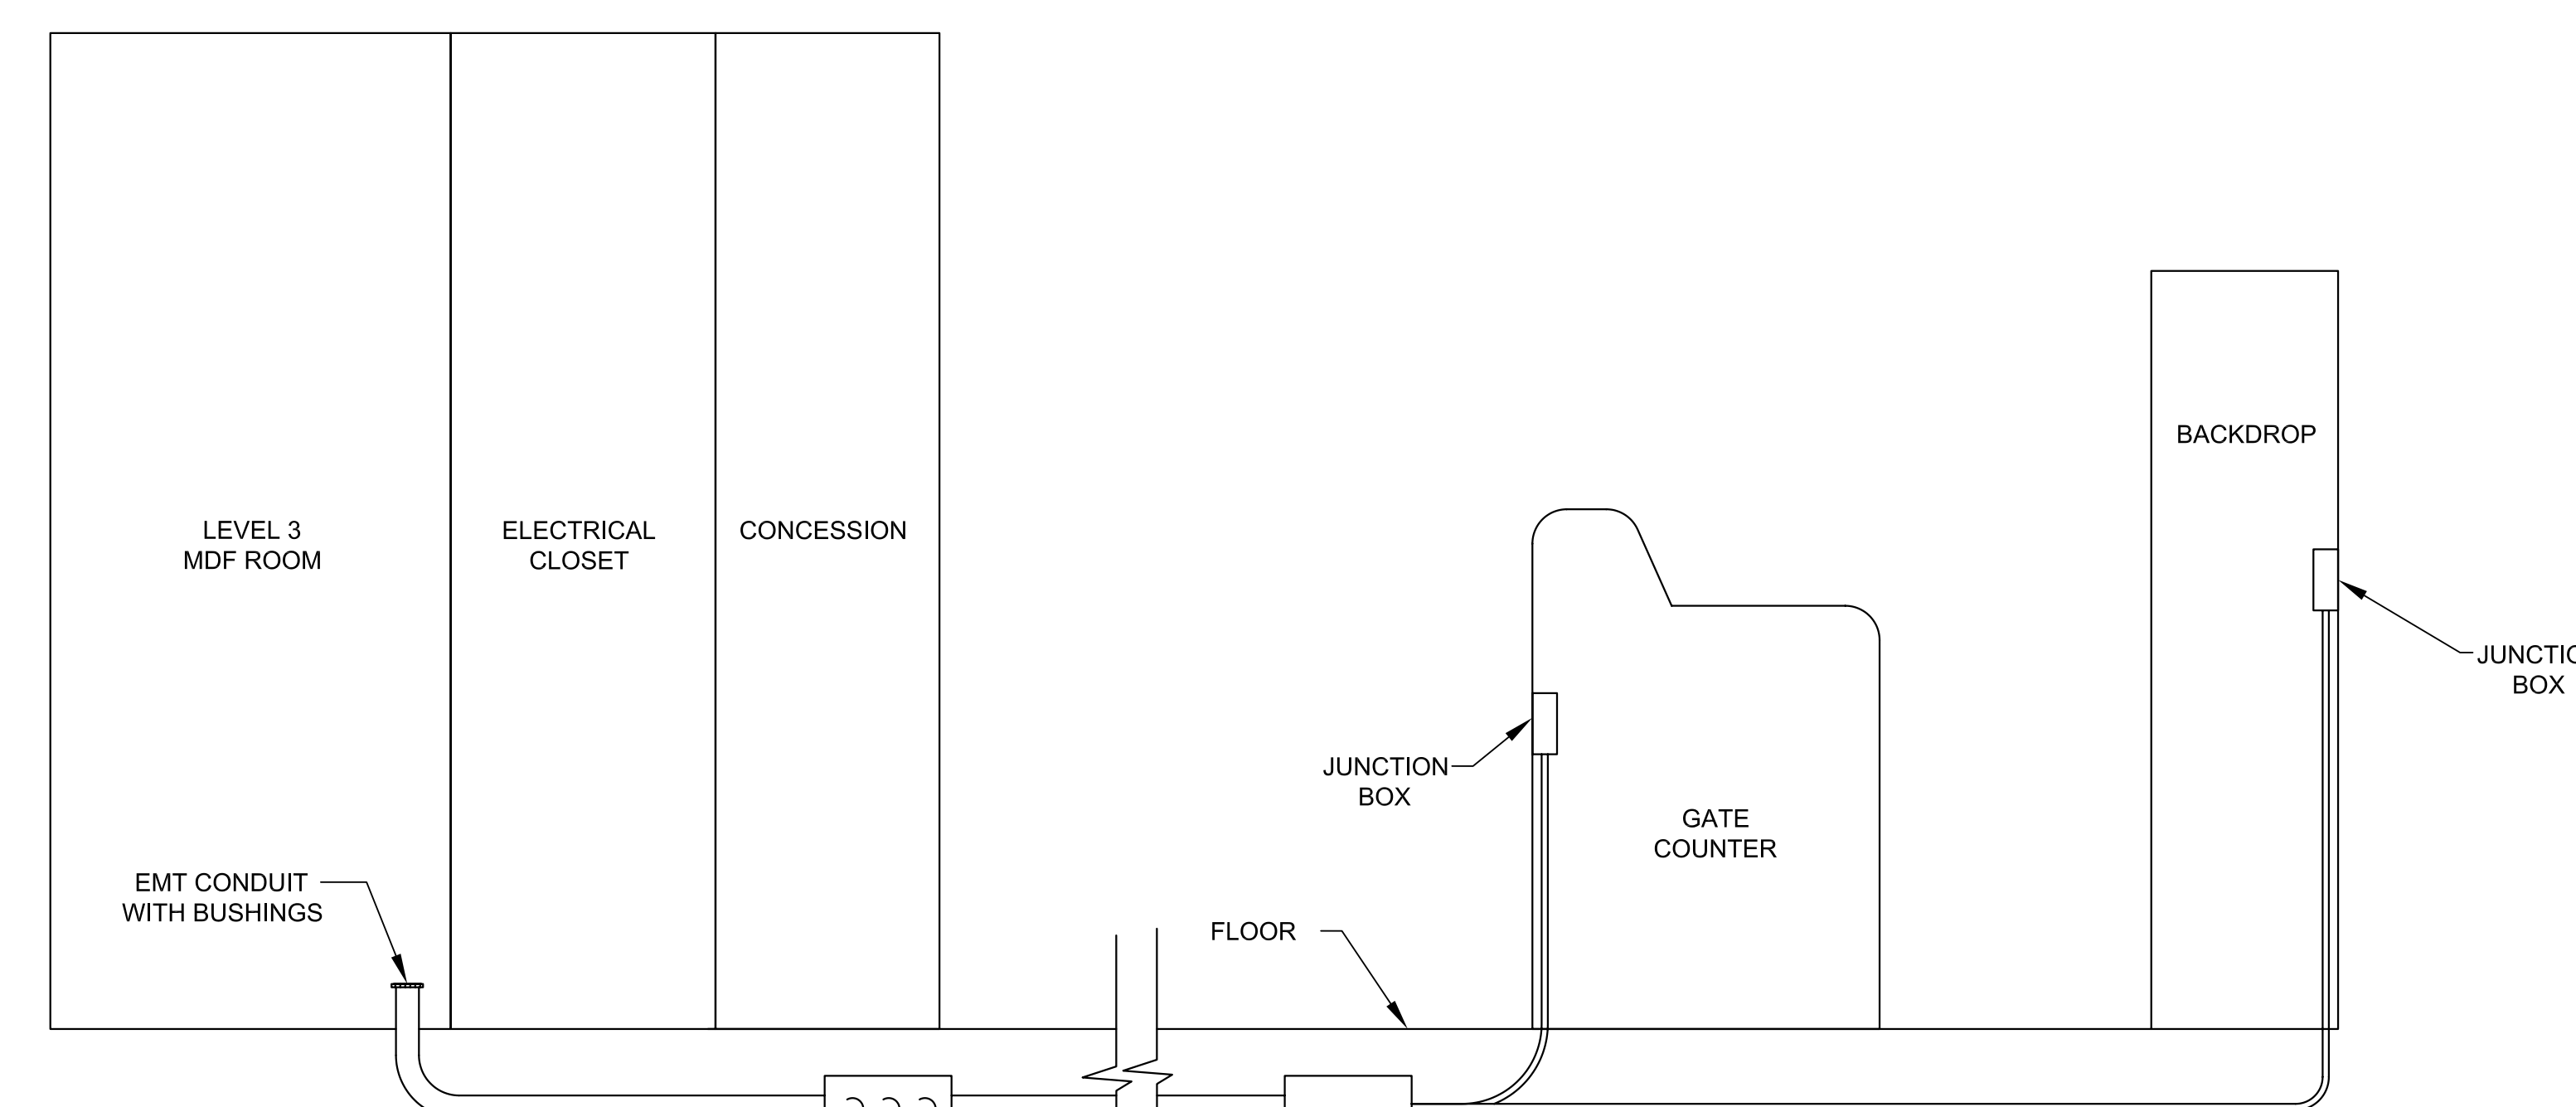 BACKDROP
LEVEL 3
MDF ROOM
ELECTRICAL
CLOSET
CONCESSION
BOX
JUNCTION
BOX
GATE
COUNTER
EMT CONDUIT
WITH BUSHINGS
FLOOR